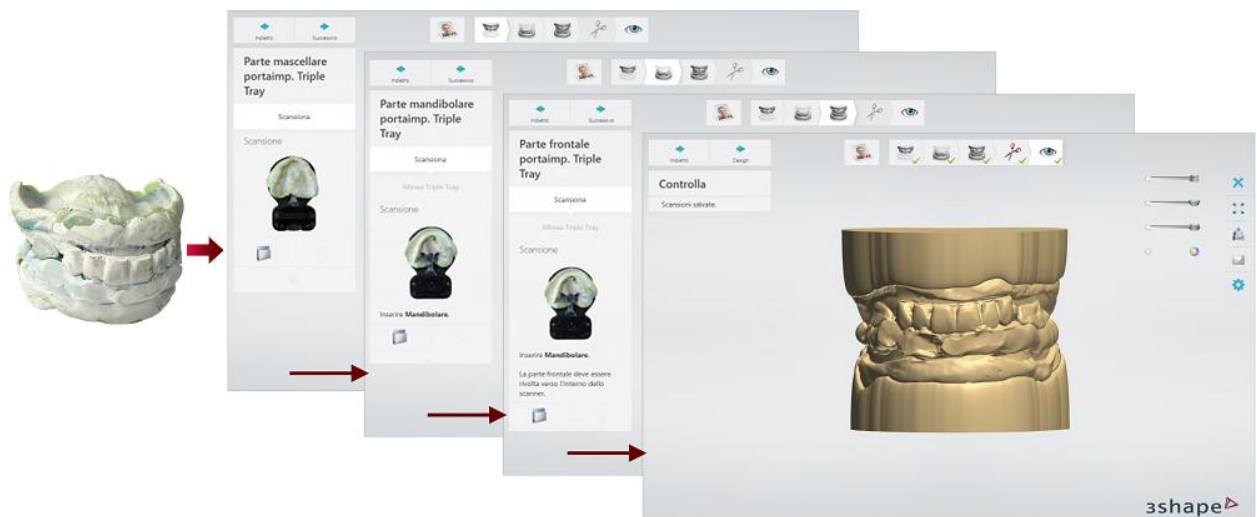 Indietro
Successivo
Parte mascellare
portaimp. Triple
Tray
Scansiona
Scansione
Indietro
Successivo
Parte mandibolare
portaimp. Triple
Tray
Scansiona
Allinea Triple Tray
Scansione
Inserire Mandibolare.
Indietro
Successivo
Parte frontale
portaimp. Triple
Tray
Scansiona
Allinea Triple Tray
Scansione
Inserire Mandibolare.
La parte frontale deve essere
rivolta verso l'interno dello
scanner.
Indietro
Design
Controlla
Scansioni salvate.
3shape